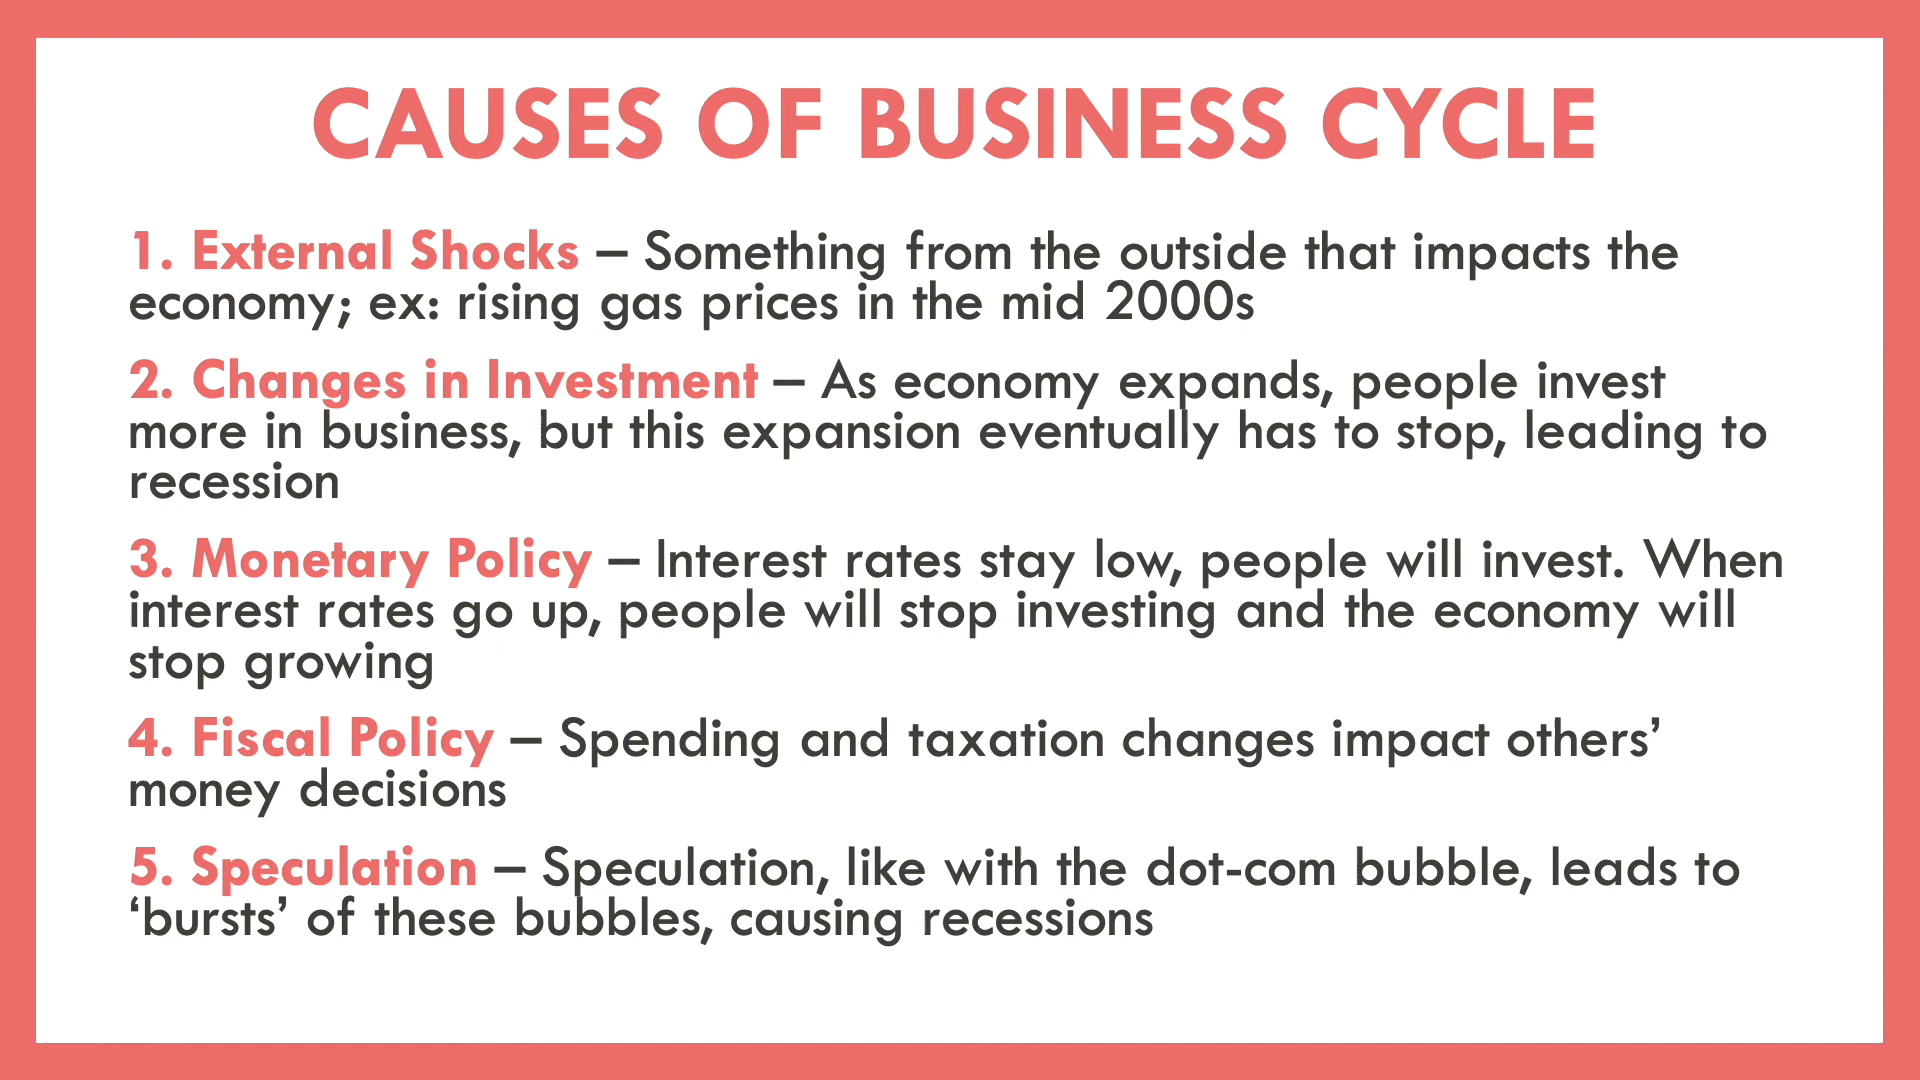 CAUSES OF BUSINESS CYCLE
1. External Shocks – Something from the outside that impacts the
economy; ex: rising gas prices in the mid 2000s
2. Changes in Investment – As economy expands, people invest
more in business, but this expansion eventually has to stop, leading to
recession
3. Monetary Policy – Interest rates stay low, people will invest. When
interest rates go up, people will stop investing and the economy will
stop growing
4. Fiscal Policy – Spending and taxation changes impact others’
money decisions
5. Speculation – Speculation, like with the dot-com bubble, leads to
‘bursts’ of these bubbles, causing recessions